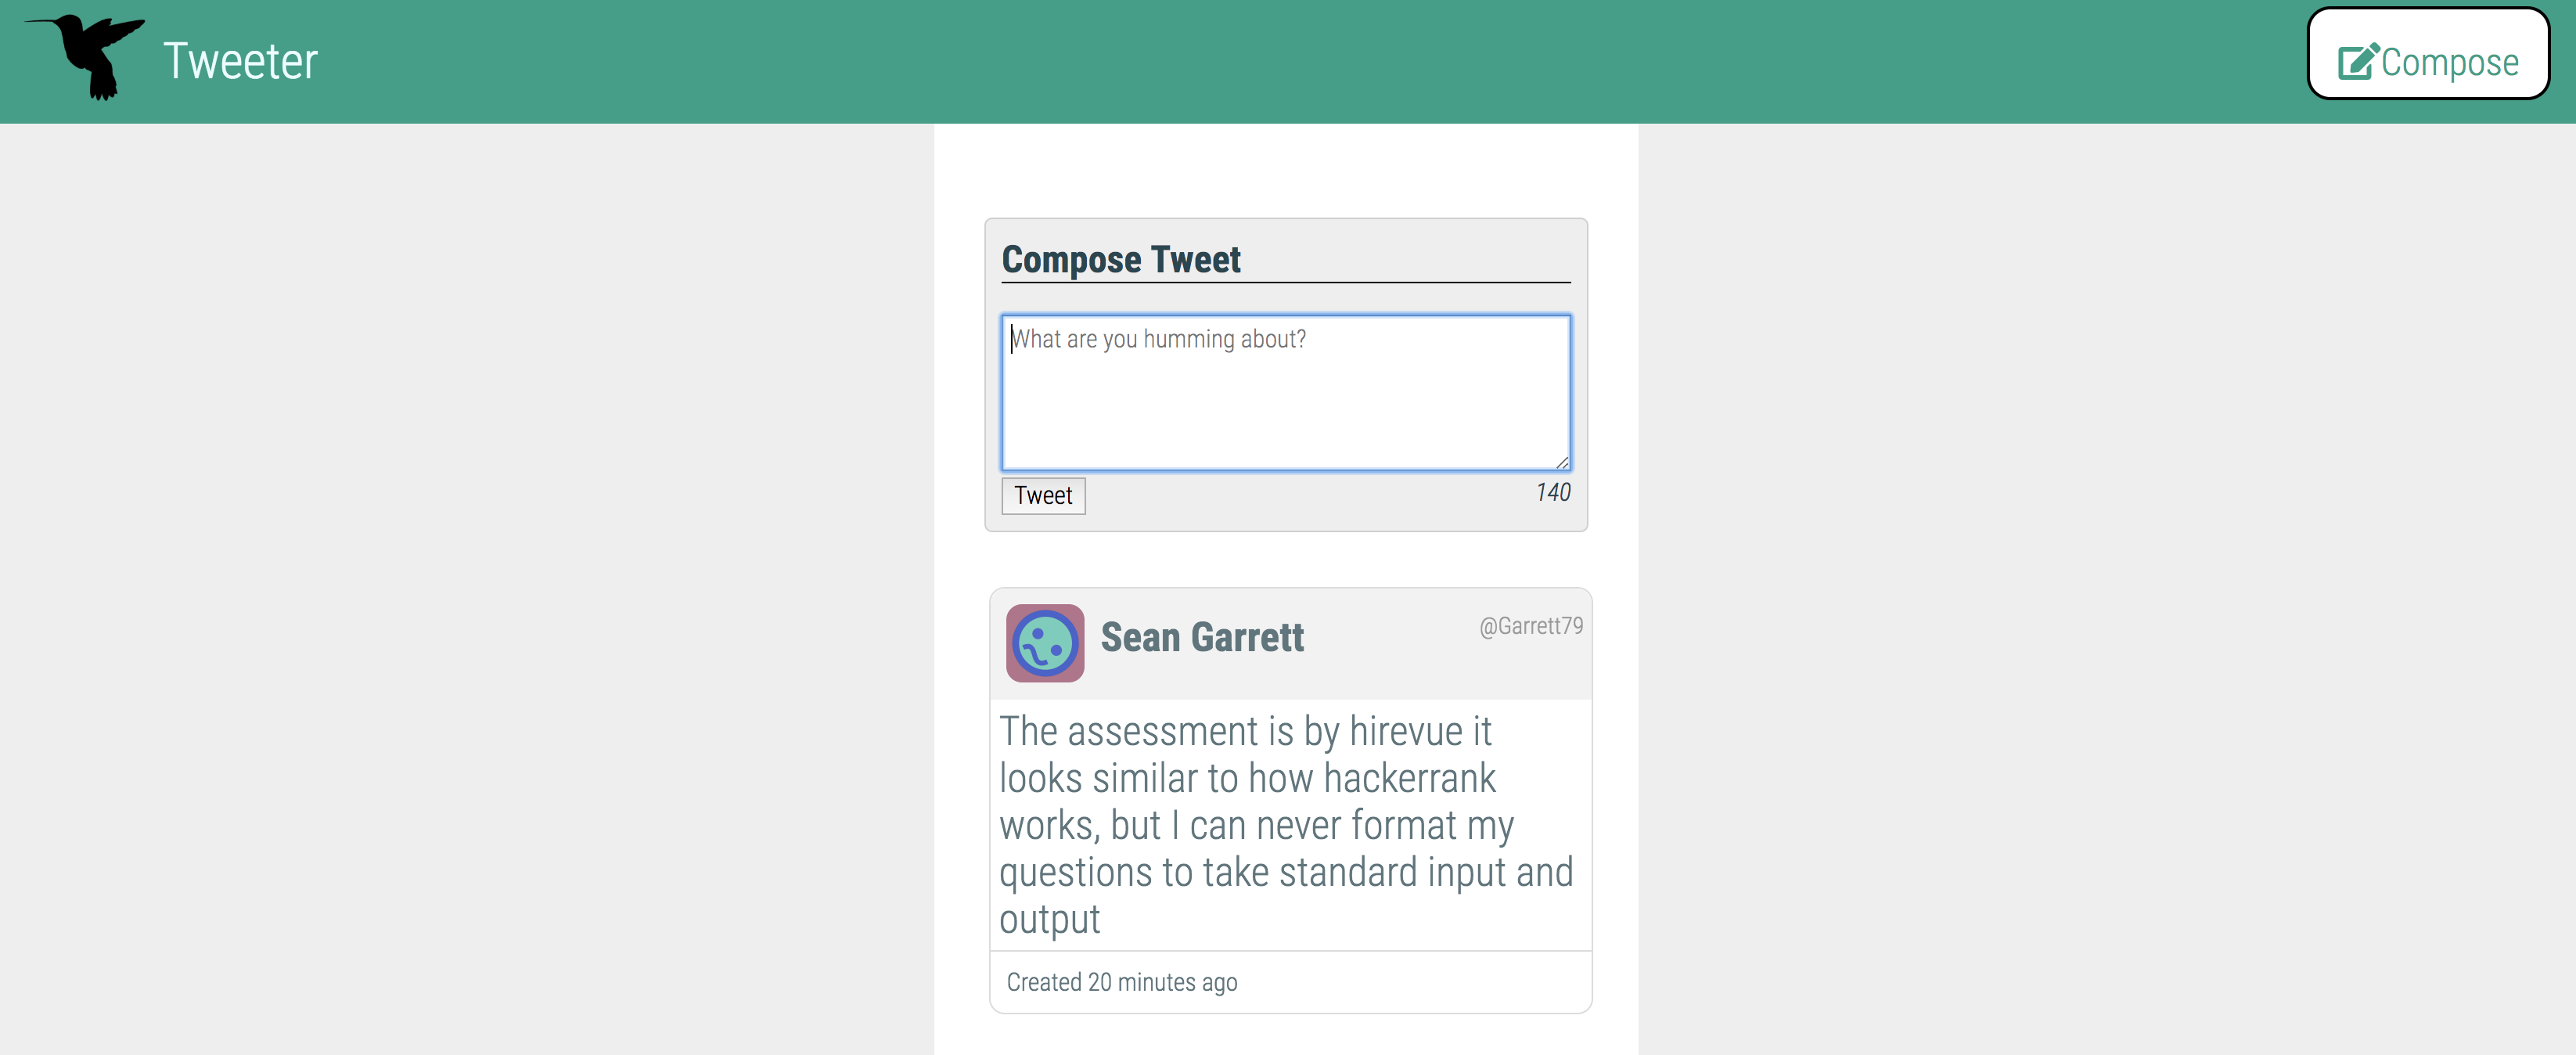 Tweeter
Compose
Compose Tweet
What are you humming about?
Tweet
140
Sean Garrett
@Garrett79
The assessment is by hirevue it
looks similar to how hackerrank
works, but I can never format my
questions to take standard input and
output
Created 20 minutes ago